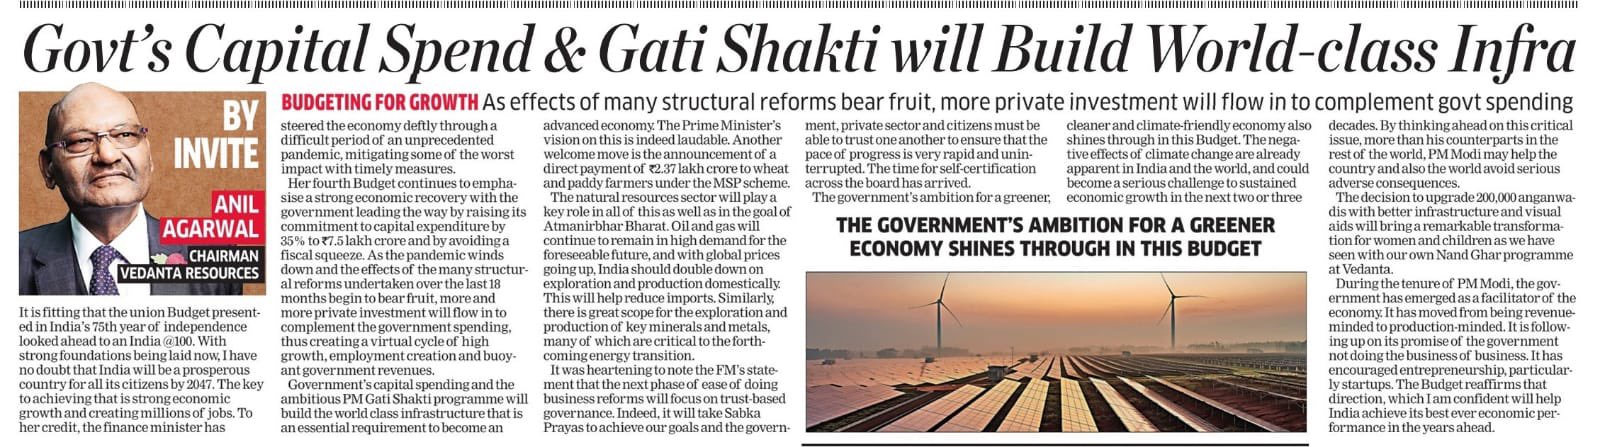 Govt's Capital Spend & Gati Shakti will Build World-class Infra
BY
INVITE
ANIL
AGARWAL
CHAIRMAN
VEDANTA RESOURCES
BUDGETING FOR GROWTH As effects of many structural reforms bear fruit, more private investment will flow in to complement govt spending
It is fitting that the union Budget present-
ed in India's 75th year of independence
looked ahead to an India @100. With
strong foundations being laid now, I have
no doubt that India will be a prosperous
country for all its citizens by 2047. The key
to achieving that is strong economic
growth and creating millions of jobs. To
her credit, the finance minister has
steered the economy deftly through a
difficult period of an unprecedented
pandemic, mitigating some of the worst
impact with timely measures.
Her fourth Budget continues to empha-
sise a strong economic recovery with the
government leading the way by raising its
commitment to capital expenditure by
35% to ₹7.5 lakh crore and by avoiding a
fiscal squeeze. As the pandemic winds
down and the effects of the many structur-
al reforms undertaken over the last 18
months begin to bear fruit, more and
more private investment will flow in to
complement the government spending,
thus creating a virtual cycle of high
growth, employment creation and buoy-
ant government revenues.
Government's capital spending and the
ambitious PM Gati Shakti programme will
build the world class infrastructure that is
an essential requirement to become an
advanced economy. The Prime Minister's
vision on this is indeed laudable. Another
welcome move is the announcement of a
direct payment of ₹2.37 lakh crore to wheat
and paddy farmers under the MSP scheme.
The natural resources sector will play a
key role in all of this as well as in the goal of
Atmanirbhar Bharat. Oil and gas will
continue to remain in high demand for the
foreseeable future, and with global prices
going up, India should double down on
exploration and production domestically.
This will help reduce imports. Similarly,
there is great scope for the exploration and
production of key minerals and metals,
many of which are critical to the forth-
coming energy transition.
It was heartening to note the FM's state-
ment that the next phase of ease of doing
business reforms will focus on trust-based
governance. Indeed, it will take Sabka
Prayas to achieve our goals and the govern-
ment, private sector and citizens must be
able to trust one another to ensure that the
pace of progress is very rapid and unin-
terrupted. The time for self-certification
across the board has arrived.
The government's ambition for a greener,
cleaner and climate-friendly economy also
shines through in this Budget. The nega-
tive effects of climate change are already
apparent in India and the world, and could
become a serious challenge to sustained
economic growth in the next two or three
THE GOVERNMENT'S AMBITION FOR A GREENER
ECONOMY SHINES THROUGH IN THIS BUDGET
decades. By thinking ahead on this critical
issue, more than his counterparts in the
rest of the world, PM Modi may help the
country and also the world avoid serious
adverse consequences.
The decision to upgrade 200,000 anganwa-
dis with better infrastructure and visual
aids will bring a remarkable transforma-
tion for women and children as we have
seen with our own Nand Ghar programme
at Vedanta.
During the tenure of PM Modi, the gov-
ernment has emerged as a facilitator of the
economy. It has moved from being revenue-
minded to production-minded. It is follow-
ing up on its promise of the government
not doing the business of business. It has
encouraged entrepreneurship, particular-
ly startups. The Budget reaffirms that
direction, which I am confident will help
India achieve its best ever economic per-
formance in the years ahead.